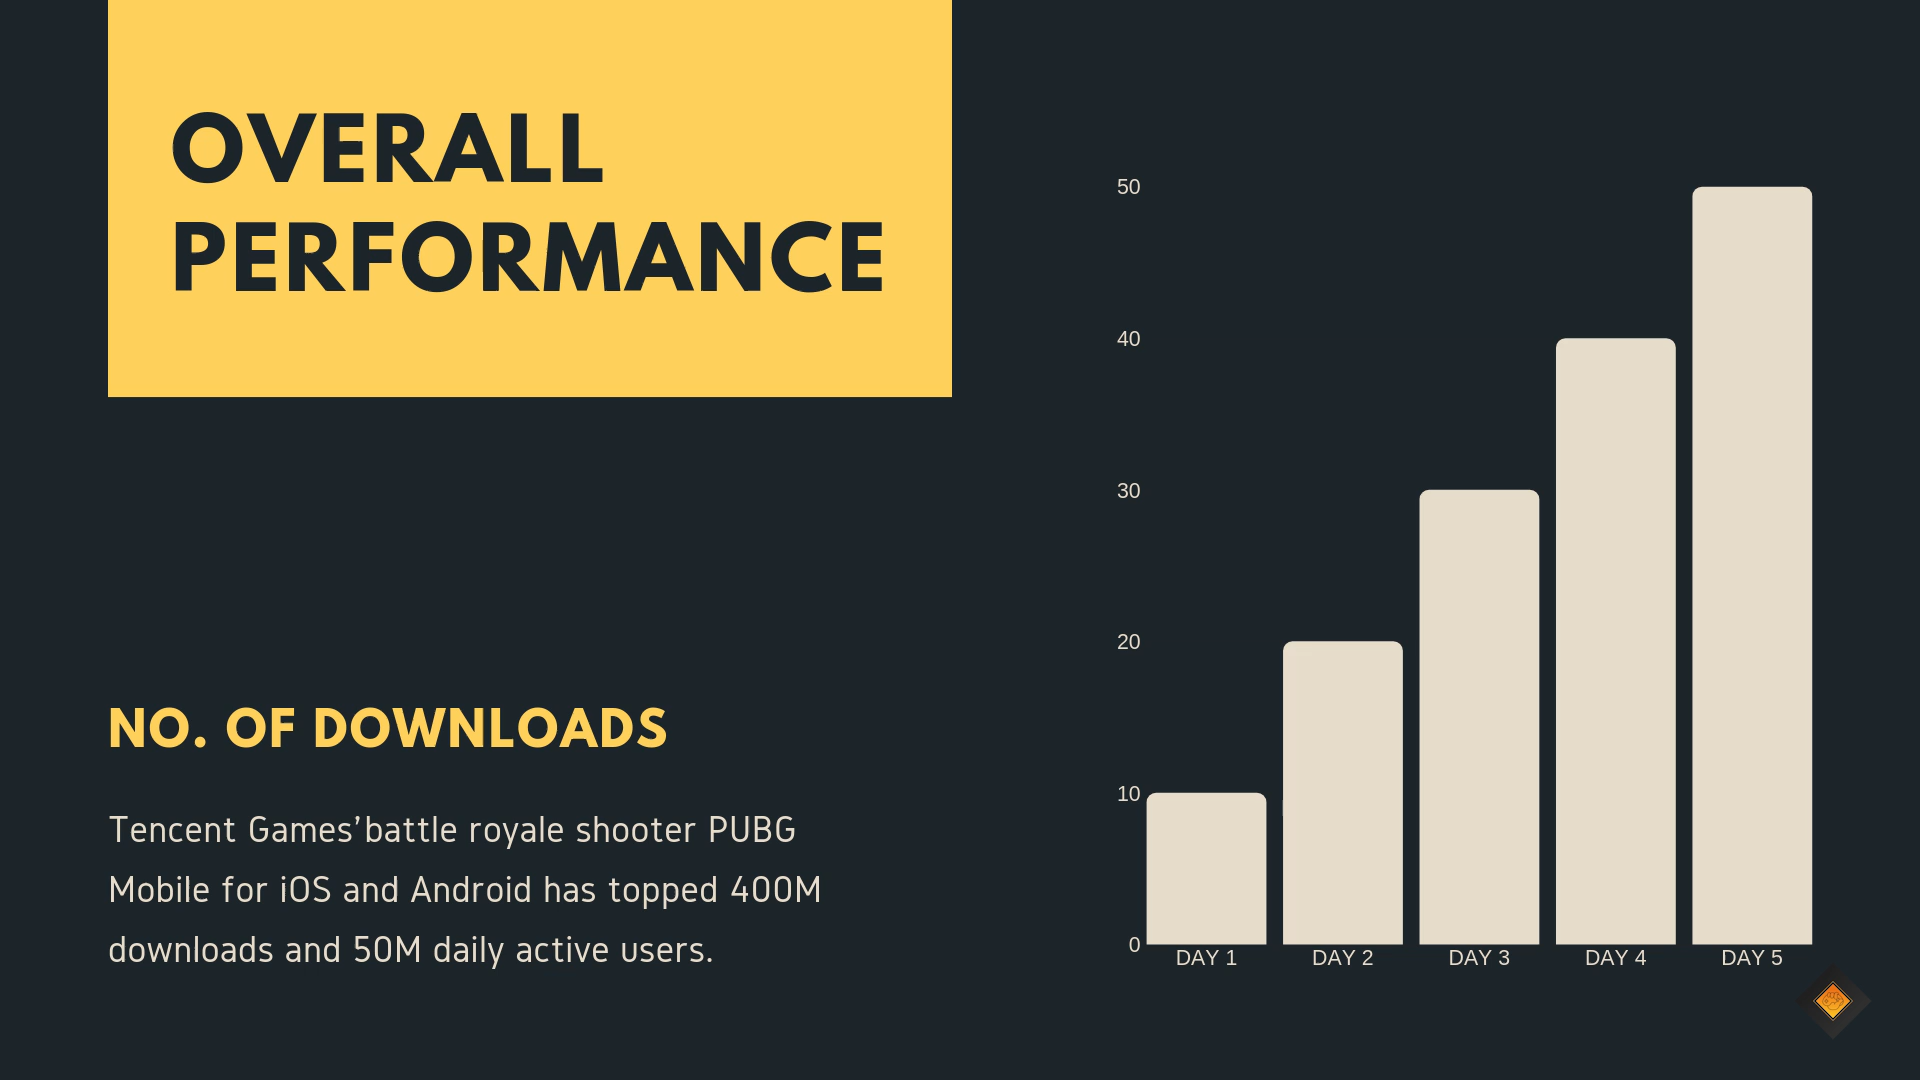 OVERALL
PERFORMANCE
NO. OF DOWNLOADS
Tencent Games’battle royale shooter PUBG
Mobile for iOS and Android has topped 400M
downloads and 50M daily active users.
50
40
30
20
10
0
DAY 1 DAY 2 DAY 3 DAY 4 DAY 5